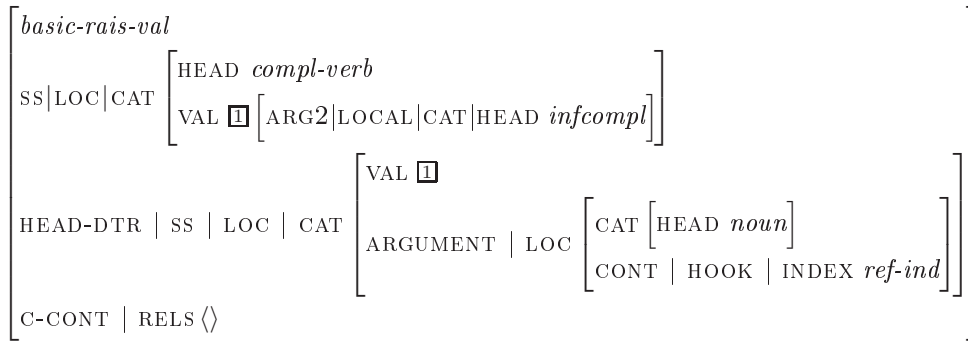 basic-rais-val
SS|LOC|CAT
HEAD compl-verb
VAL 1 [ARG2|LOCAL|CAT|HEAD infcompl]
HEAD-DTR | SS | LOC | CAT
VAL 1
ARGUMENT | LOC
CAT [HEAD noun]
CONT | HOOK | INDEX ref-ind
C-CONT | RELS ⟨⟩